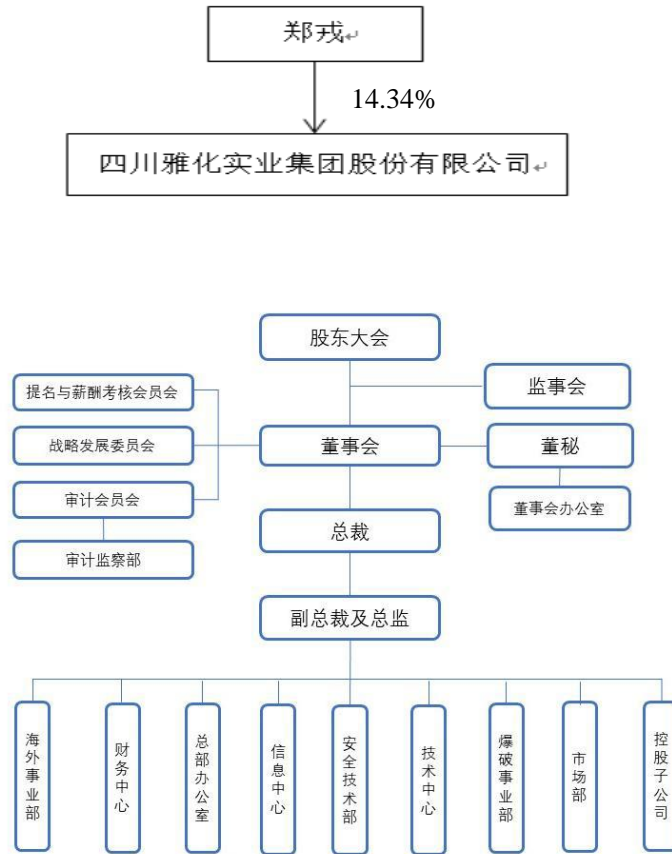 郑戎
14.34%
四川雅化实业集团股份有限公司
股东大会
提名与薪酬考核会员会
监事会
战略发展委员会
董事会
董秘
审计会员会
董事会办公室
总裁
审计监察部
副总裁及总监
海外事业部
财务中心
总部办公室
信息中心
安全技术部
技术中心
爆破事业部
市场部
控股子公司